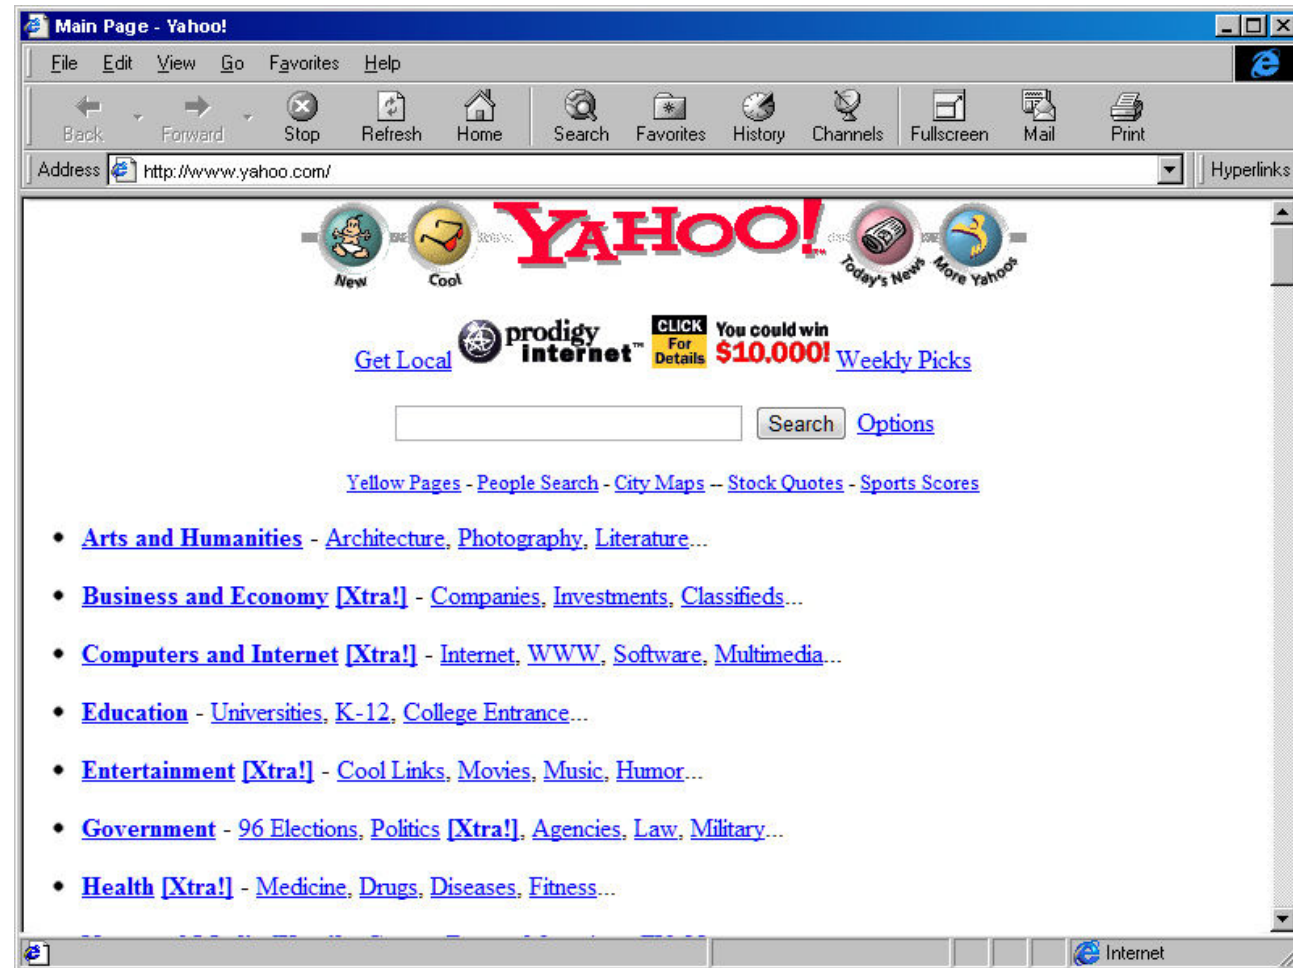 Main Page - Yahoo!
File Edit View Go Favorites Help
Back Forward Stop Refresh Home Search Favorites History Channels Fullscreen Mail Print
Address http://www.yahoo.com/ Hyperlinks
New Cool YAHOO! Today's News More Yahoos
Get Local prodigy internet™ CLICK For Details You could win $10,000! Weekly Picks
Search Options
Yellow Pages - People Search - City Maps -- Stock Quotes - Sports Scores
• Arts and Humanities - Architecture, Photography, Literature...
• Business and Economy [Xtra!] - Companies, Investments, Classifieds...
• Computers and Internet [Xtra!] - Internet, WWW, Software, Multimedia...
• Education - Universities, K-12, College Entrance...
• Entertainment [Xtra!] - Cool Links, Movies, Music, Humor...
• Government - 96 Elections, Politics [Xtra!], Agencies, Law, Military...
• Health [Xtra!] - Medicine, Drugs, Diseases, Fitness...
Internet